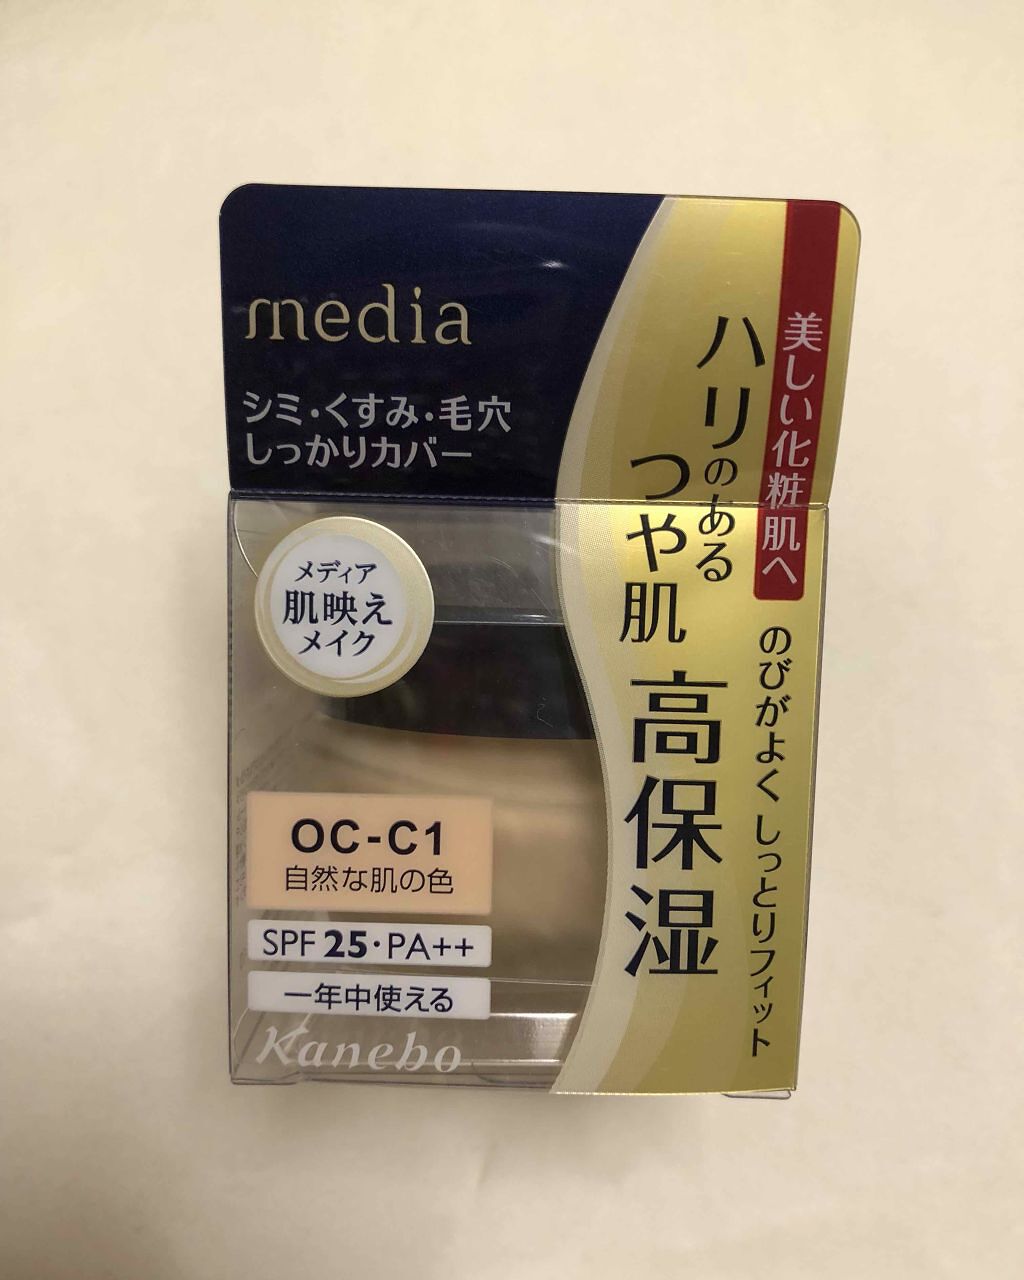 media
シミ・くすみ・毛穴
しっかりカバー
美しい化粧肌へ
ハリのある
つや肌
高保湿
のびがよく しっとりフィット
メディア
肌映え
メイク
OC-C1
自然な肌の色
SPF 25・PA++
一年中使える
Kanebo